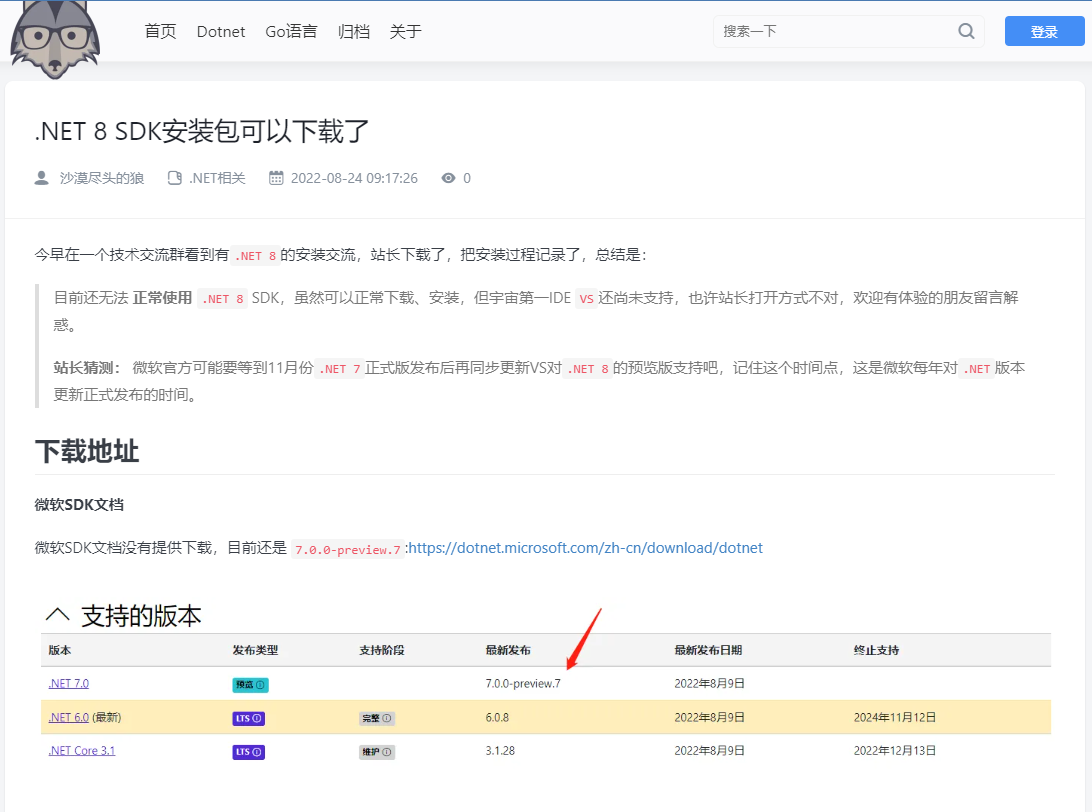 首页 Dotnet Go语言 归档 关于 搜索一下 登录
.NET 8 SDK安装包可以下载了
沙漠尽头的狼 .NET相关 2022-08-24 09:17:26 0
今早在一个技术交流群看到有 .NET 8 的安装交流，站长下载了，把安装过程记录了，总结是：
目前还无法 正常使用 .NET 8 SDK，虽然可以正常下载、安装，但宇宙第一IDE VS 还尚未支持，也许站长打开方式不对，欢迎有体验的朋友留言解
惑。
站长猜测： 微软官方可能要等到11月份 .NET 7 正式版发布后再同步更新VS对 .NET 8 的预览版支持吧，记住这个时间点，这是微软每年对 .NET 版本
更新正式发布的时间。
下载地址
微软SDK文档
微软SDK文档没有提供下载，目前还是 7.0.0-preview.7 :https://dotnet.microsoft.com/zh-cn/download/dotnet
支持的版本
版本 发布类型 支持阶段 最新发布 最新发布日期 终止支持
.NET 7.0 预览 7.0.0-preview.7 2022年8月9日
.NET 6.0 (最新) LTS 完整 6.0.8 2022年8月9日 2024年11月12日
.NET Core 3.1 LTS 维护 3.1.28 2022年8月9日 2022年12月13日